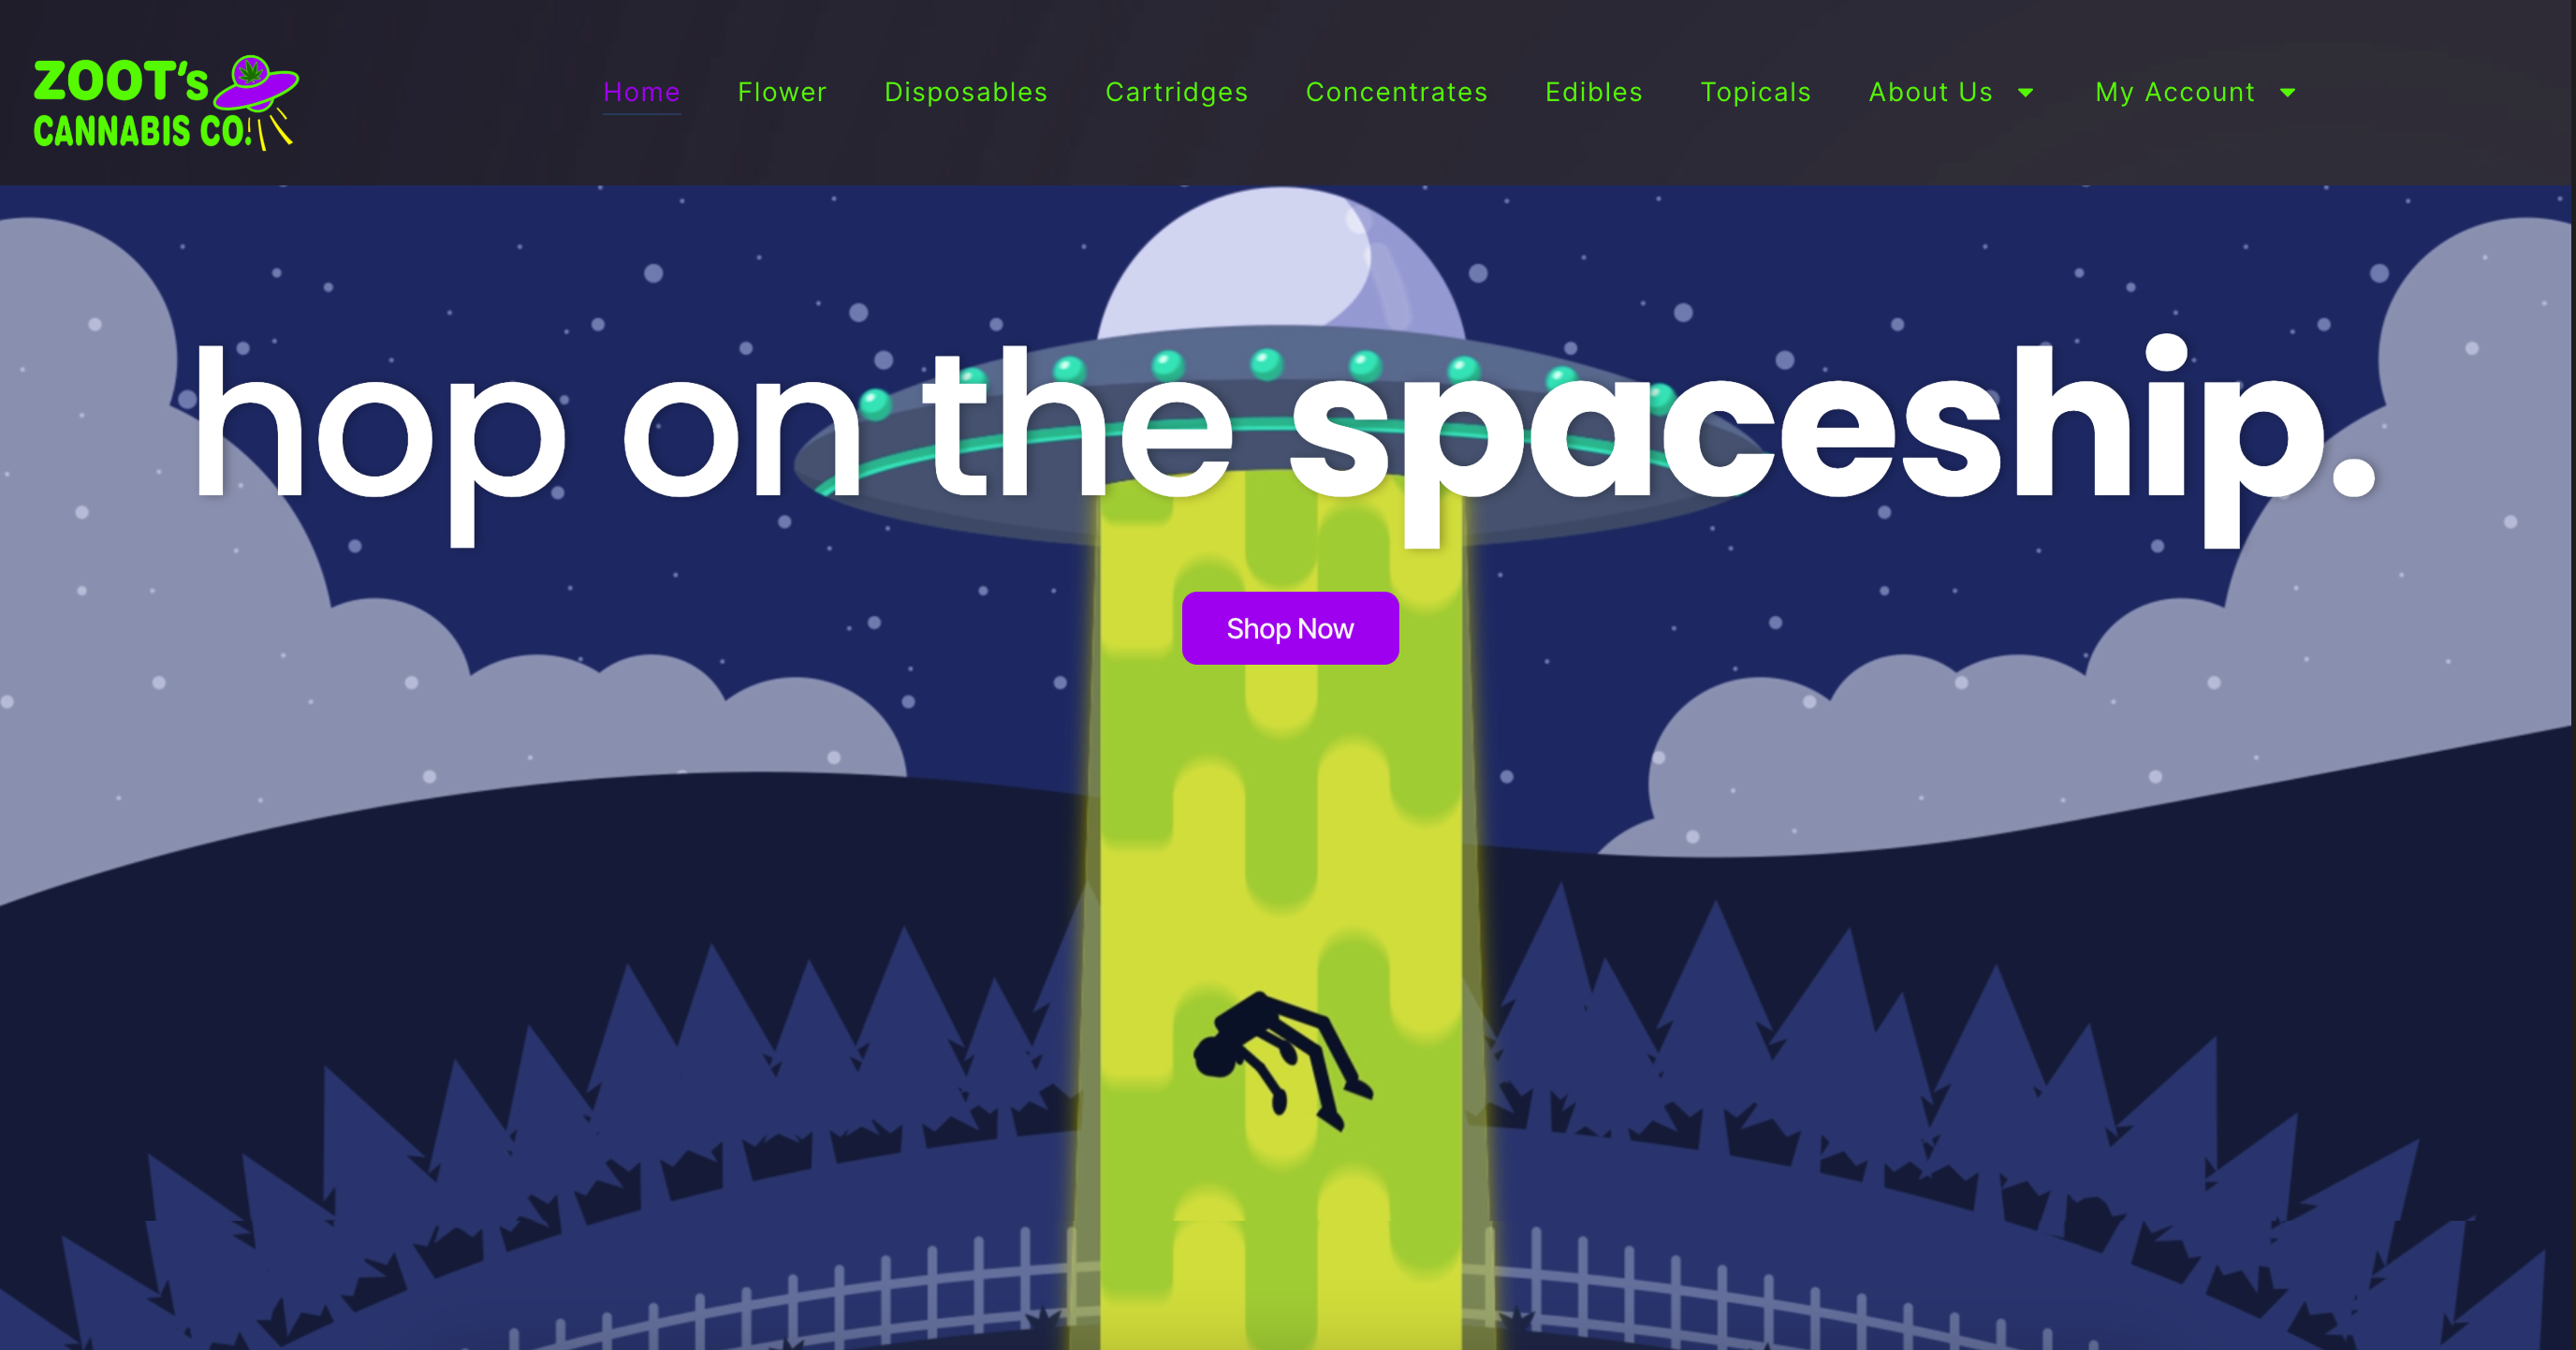 ZOOT's
CANNABIS CO.
Home Flower Disposables Cartridges Concentrates Edibles Topicals About Us My Account
hop on the spaceship.
Shop Now